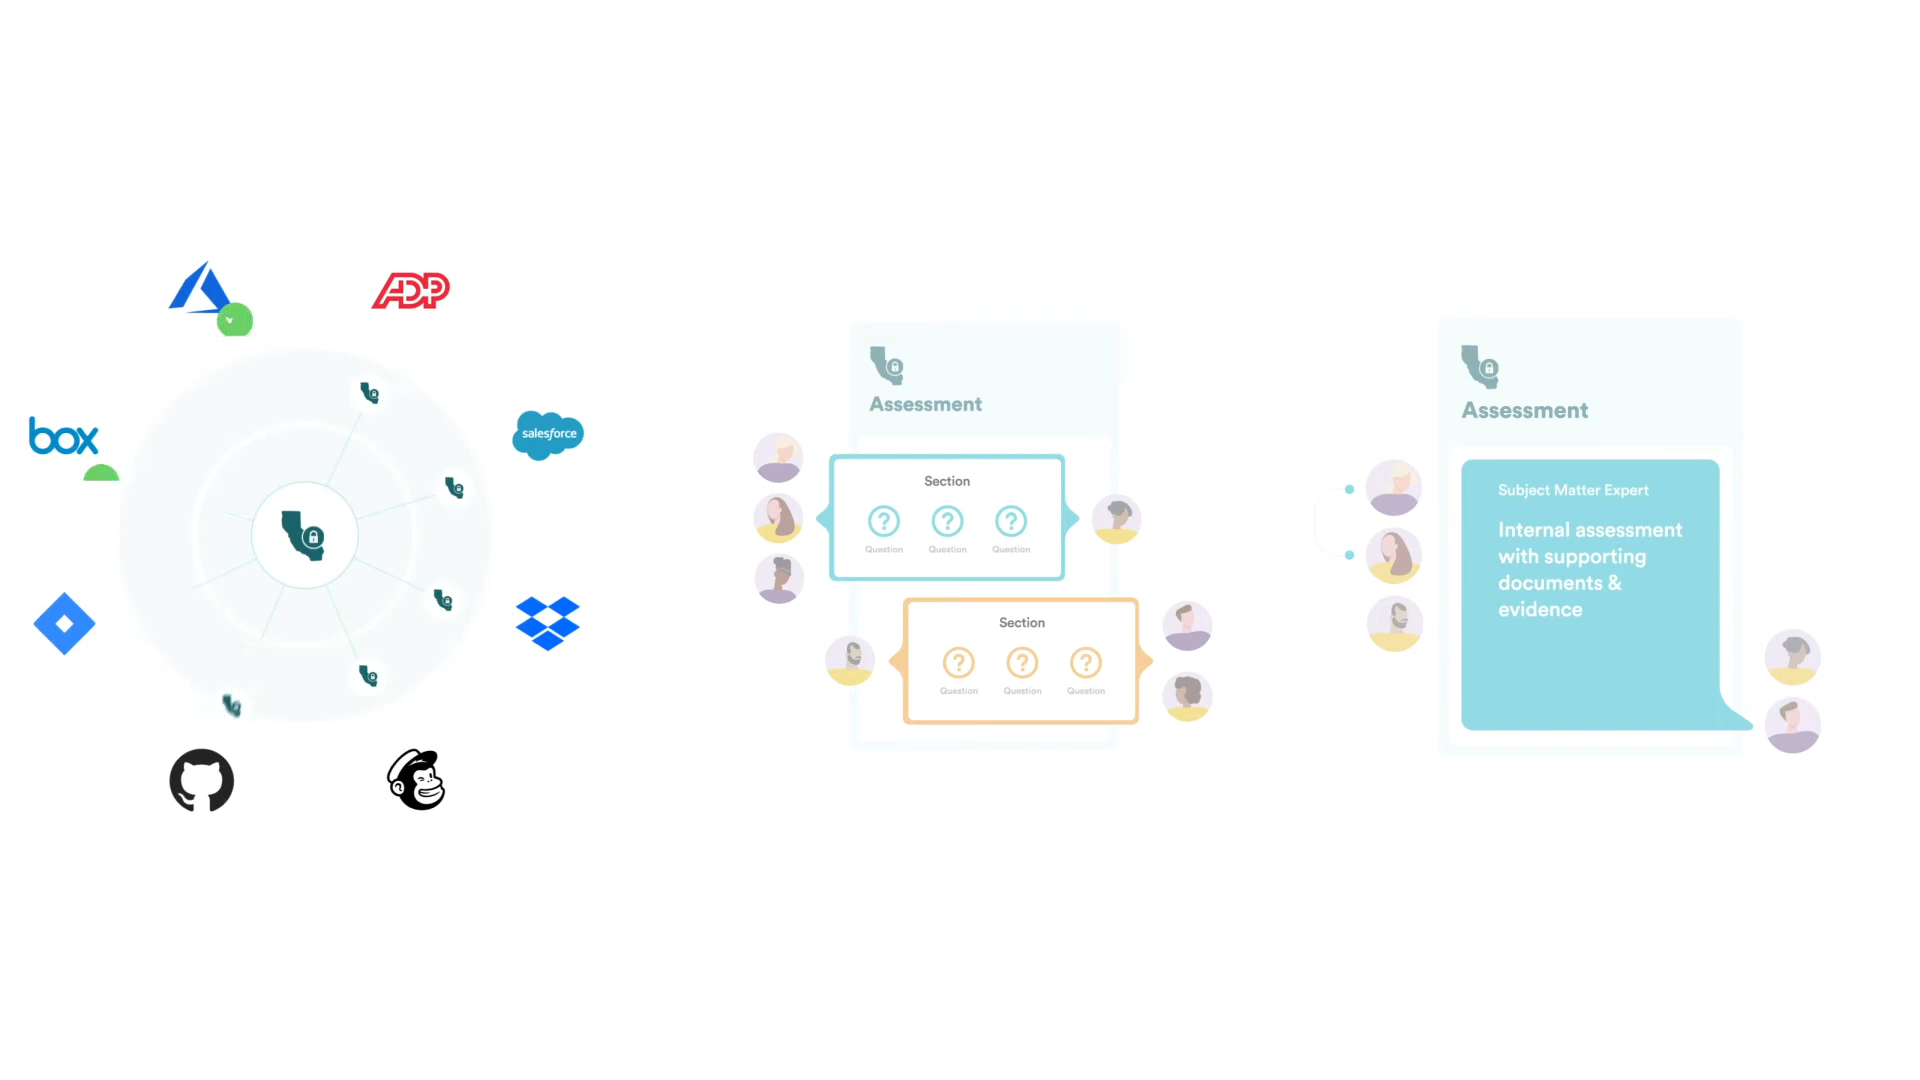 ADP
box
salesforce
Assessment
Section
Question Question Question
Section
Question Question Question
Assessment
Subject Matter Expert
Internal assessment
with supporting
documents &
evidence